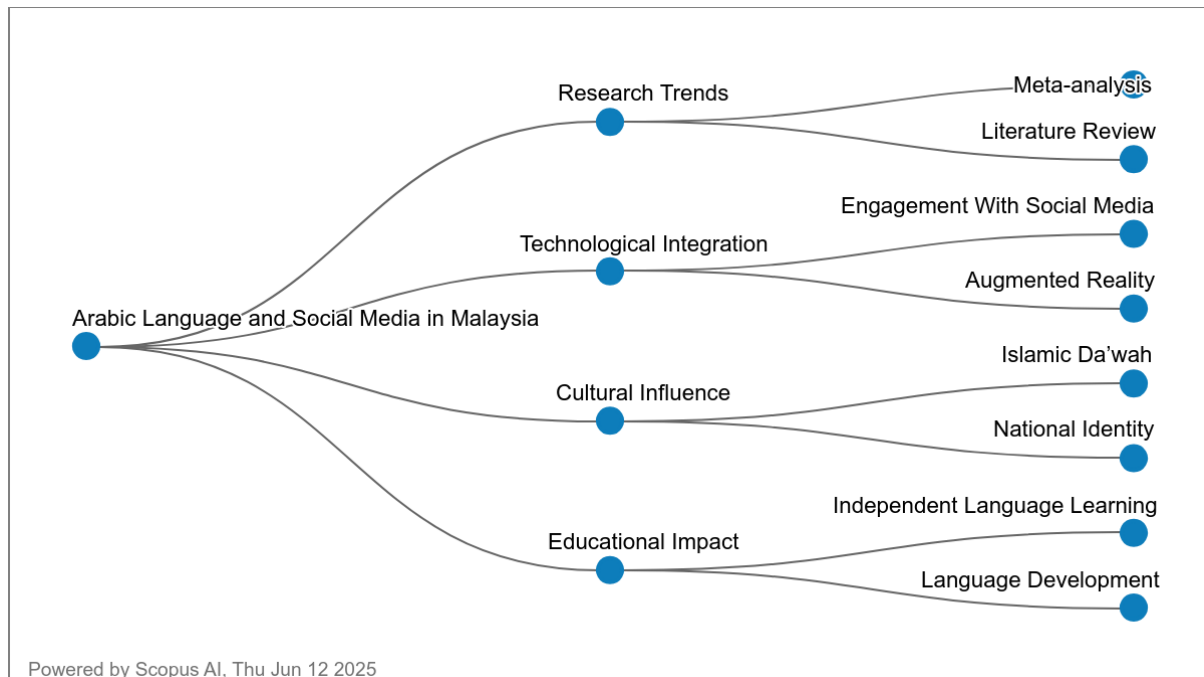 Meta-analysis
Research Trends
Literature Review
Engagement With Social Media
Technological Integration
Augmented Reality
Arabic Language and Social Media in Malaysia
Islamic Da’wah
Cultural Influence
National Identity
Independent Language Learning
Educational Impact
Language Development
Powered by Scopus AI, Thu Jun 12 2025